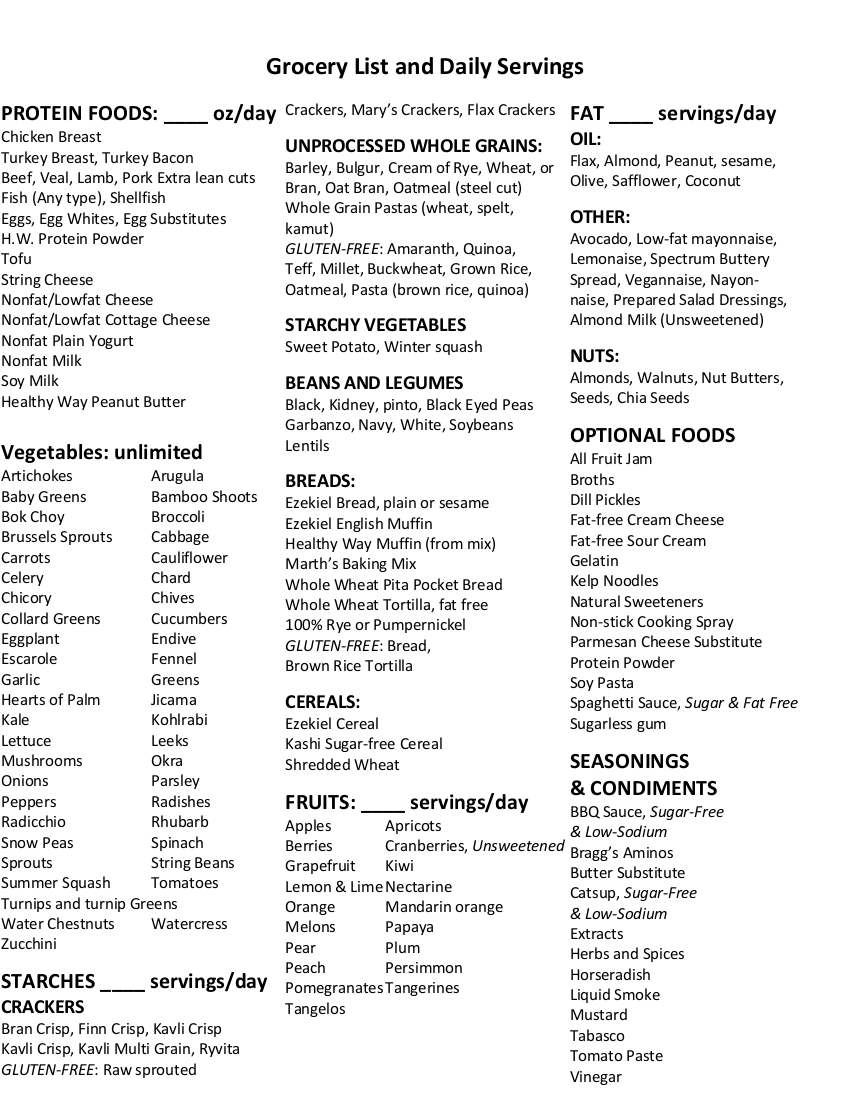 Grocery List and Daily Servings
PROTEIN FOODS: ____ oz/day
Chicken Breast
Turkey Breast, Turkey Bacon
Beef, Veal, Lamb, Pork Extra lean cuts
Fish (Any type), Shellfish
Eggs, Egg Whites, Egg Substitutes
H.W. Protein Powder
Tofu
String Cheese
Nonfat/Lowfat Cheese
Nonfat/Lowfat Cottage Cheese
Nonfat Plain Yogurt
Nonfat Milk
Soy Milk
Healthy Way Peanut Butter
Vegetables: unlimited
Artichokes Arugula
Baby Greens Bamboo Shoots
Bok Choy Broccoli
Brussels Sprouts Cabbage
Carrots Cauliflower
Celery Chard
Chicory Chives
Collard Greens Cucumbers
Eggplant Endive
Escarole Fennel
Garlic Greens
Hearts of Palm Jicama
Kale Kohlrabi
Lettuce Leeks
Mushrooms Okra
Onions Parsley
Peppers Radishes
Radicchio Rhubarb
Snow Peas Spinach
Sprouts String Beans
Summer Squash Tomatoes
Turnips and turnip Greens
Water Chestnuts Watercress
Zucchini
STARCHES ____ servings/day
CRACKERS
Bran Crisp, Finn Crisp, Kavli Crisp
Kavli Crisp, Kavli Multi Grain, Ryvita
GLUTEN-FREE: Raw sprouted
Crackers, Mary’s Crackers, Flax Crackers
UNPROCESSED WHOLE GRAINS:
Barley, Bulgur, Cream of Rye, Wheat, or
Bran, Oat Bran, Oatmeal (steel cut)
Whole Grain Pastas (wheat, spelt,
kamut)
GLUTEN-FREE: Amaranth, Quinoa,
Teff, Millet, Buckwheat, Grown Rice,
Oatmeal, Pasta (brown rice, quinoa)
STARCHY VEGETABLES
Sweet Potato, Winter squash
BEANS AND LEGUMES
Black, Kidney, pinto, Black Eyed Peas
Garbanzo, Navy, White, Soybeans
Lentils
BREADS:
Ezekiel Bread, plain or sesame
Ezekiel English Muffin
Healthy Way Muffin (from mix)
Marth’s Baking Mix
Whole Wheat Pita Pocket Bread
Whole Wheat Tortilla, fat free
100% Rye or Pumpernickel
GLUTEN-FREE: Bread,
Brown Rice Tortilla
CEREALS:
Ezekiel Cereal
Kashi Sugar-free Cereal
Shredded Wheat
FRUITS: ____ servings/day
Apples Apricots
Berries Cranberries, Unsweetened
Grapefruit Kiwi
Lemon & Lime Nectarine
Orange Mandarin orange
Melons Papaya
Pear Plum
Peach Persimmon
Pomegranates Tangerines
Tangelos
FAT ____ servings/day
OIL:
Flax, Almond, Peanut, sesame,
Olive, Safflower, Coconut
OTHER:
Avocado, Low-fat mayonnaise,
Lemonaise, Spectrum Buttery
Spread, Vegannaise, Nayon-
naise, Prepared Salad Dressings,
Almond Milk (Unsweetened)
NUTS:
Almonds, Walnuts, Nut Butters,
Seeds, Chia Seeds
OPTIONAL FOODS
All Fruit Jam
Broths
Dill Pickles
Fat-free Cream Cheese
Fat-free Sour Cream
Gelatin
Kelp Noodles
Natural Sweeteners
Non-stick Cooking Spray
Parmesan Cheese Substitute
Protein Powder
Soy Pasta
Spaghetti Sauce, Sugar & Fat Free
Sugarless gum
SEASONINGS
& CONDIMENTS
BBQ Sauce, Sugar-Free
& Low-Sodium
Bragg’s Aminos
Butter Substitute
Catsup, Sugar-Free
& Low-Sodium
Extracts
Herbs and Spices
Horseradish
Liquid Smoke
Mustard
Tabasco
Tomato Paste
Vinegar